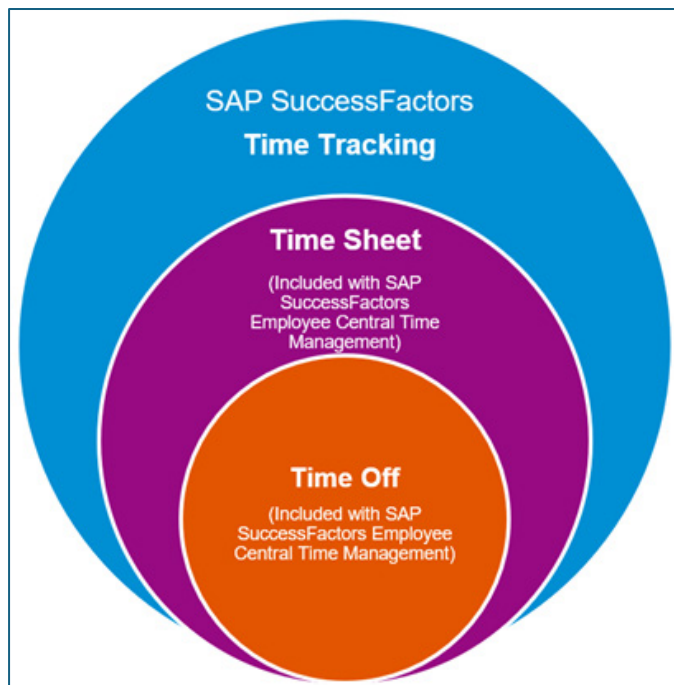 SAP SuccessFactors
Time Tracking
Time Sheet
(Included with SAP
SuccessFactors
Employee Central Time
Management)
Time Off
(Included with SAP
SuccessFactors Employee
Central Time Management)